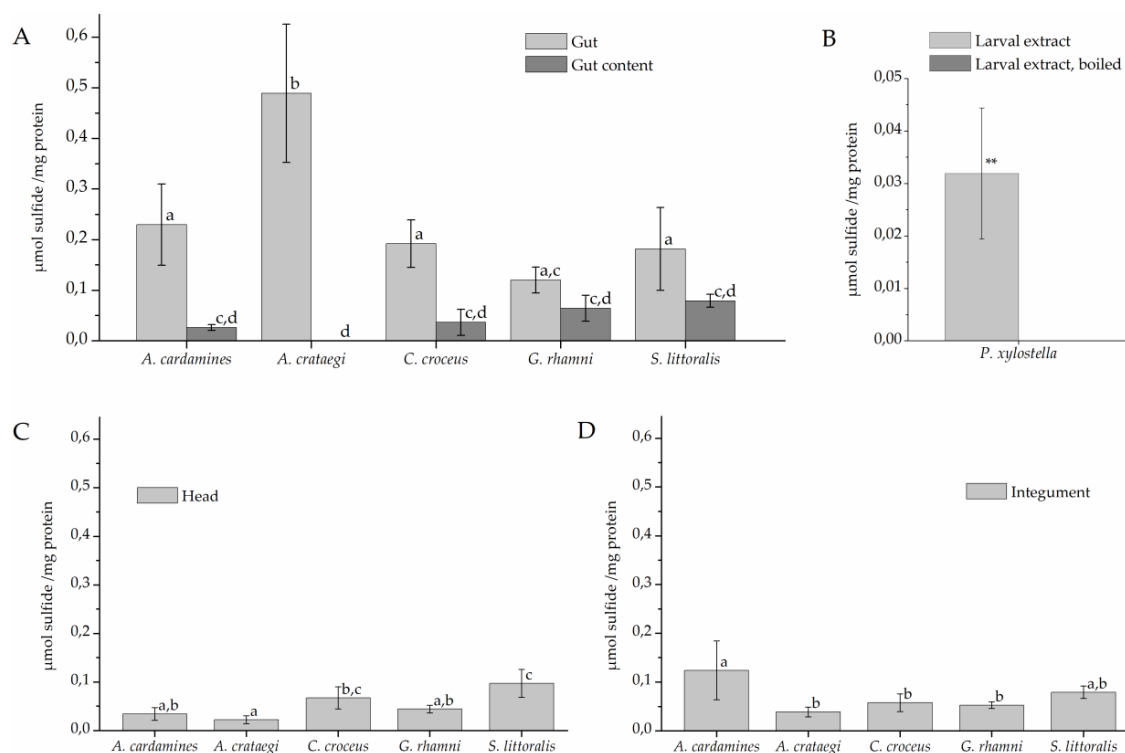 A
Gut
Gut content
µmol sulfide /mg protein
0,6
0,5
0,4
0,3
0,2
0,1
0,0
a
c,d
b
d
a
c,d
a,c
c,d
a
c,d
A. cardamines
A. crataegi
C. croceus
G. rhamni
S. littoralis
B
Larval extract
Larval extract, boiled
µmol sulfide /mg protein
0,05
0,04
0,03
0,02
0,01
0,00
**
P. xylostella
C
Head
µmol sulfide /mg protein
0,6
0,5
0,4
0,3
0,2
0,1
0,0
a,b
a
b,c
a,b
c
A. cardamines
A. crataegi
C. croceus
G. rhamni
S. littoralis
D
Integument
µmol sulfide /mg protein
0,6
0,5
0,4
0,3
0,2
0,1
0,0
a
b
b
b
a,b
A. cardamines
A. crataegi
C. croceus
G. rhamni
S. littoralis